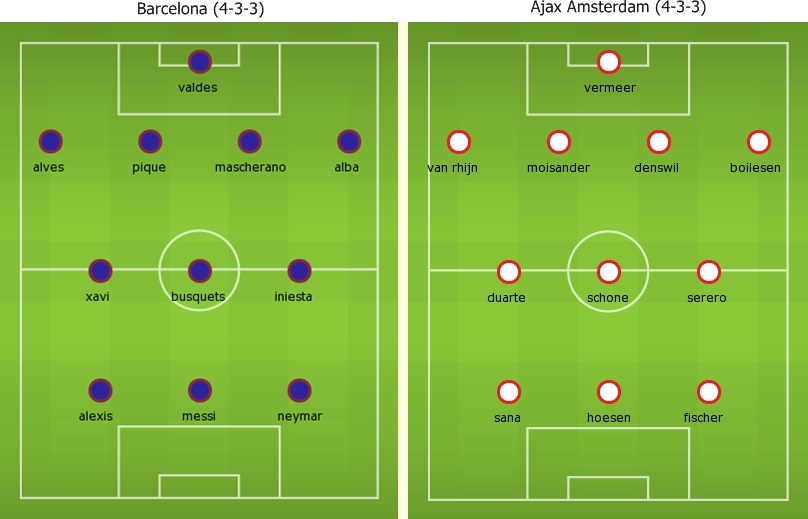 Barcelona (4-3-3)
valdes
alves pique mascherano alba
xavi busquets iniesta
alexis messi neymar
Ajax Amsterdam (4-3-3)
vermeer
van rhijn moisander denswil boilesen
duarte schone serero
sana hoesen fischer